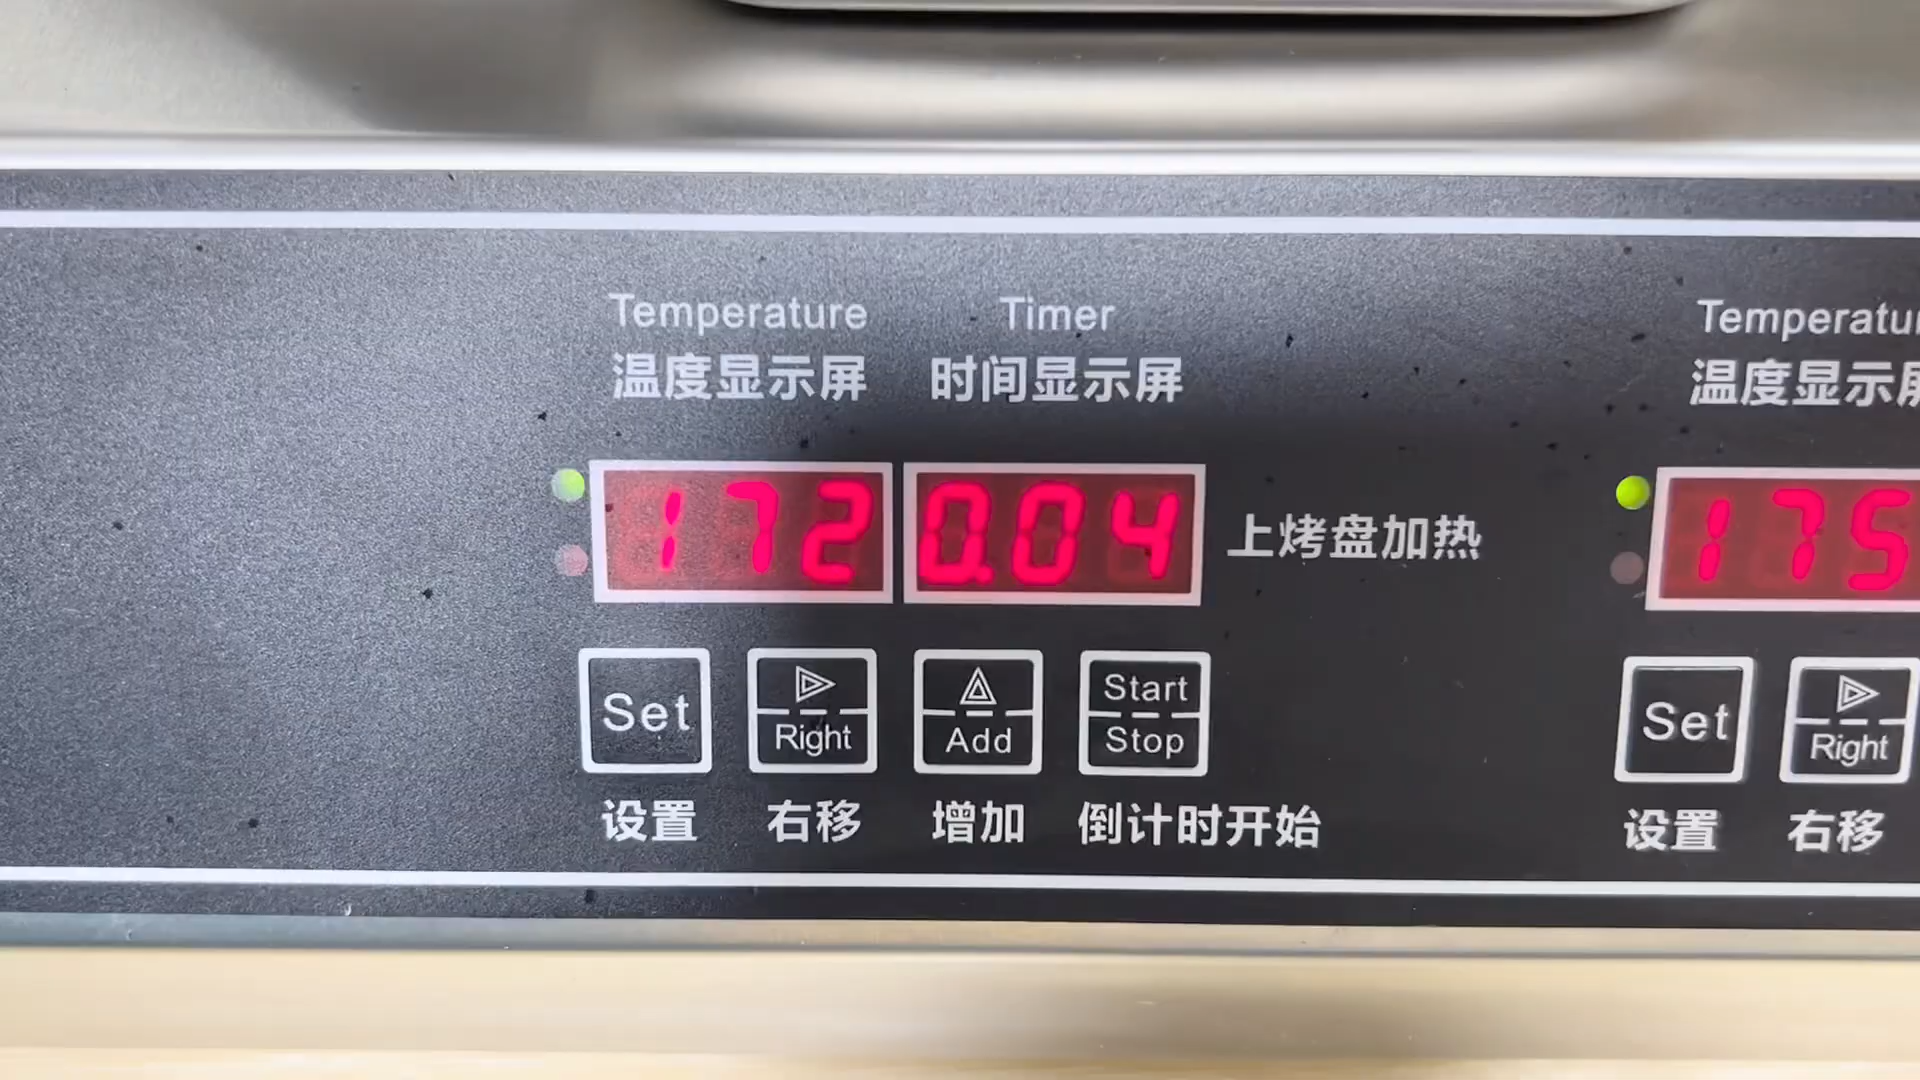 Temperature Timer Temperatu
温度显示屏 时间显示屏 温度显示屏
172 0.04 上烤盘加热 175
Set Right Add Start Stop Set Right
设置 右移 增加 倒计时开始 设置 右移